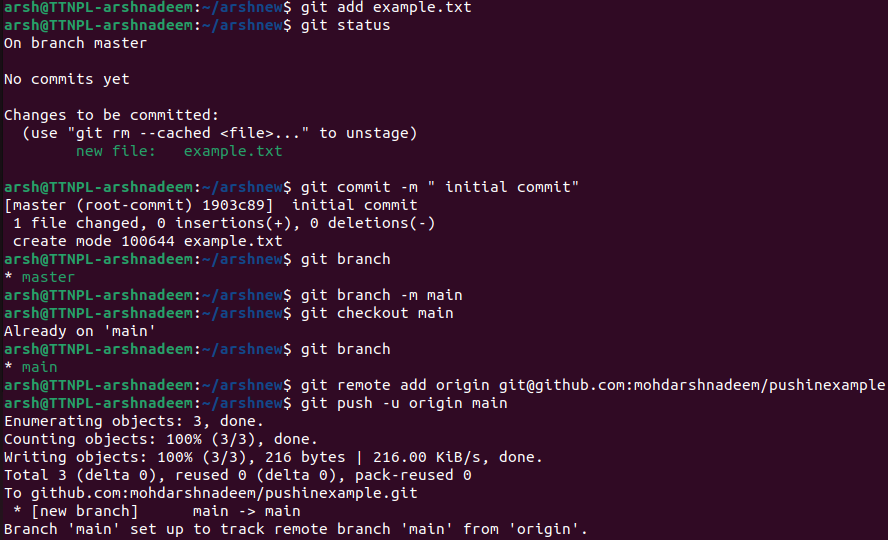 arsh@TTNPL-arshnadeem:~/arshnew$ git add example.txt
arsh@TTNPL-arshnadeem:~/arshnew$ git status
On branch master
No commits yet
Changes to be committed:
  (use "git rm --cached <file>..." to unstage)
        new file:   example.txt
arsh@TTNPL-arshnadeem:~/arshnew$ git commit -m " initial commit"
[master (root-commit) 1903c89]  initial commit
 1 file changed, 0 insertions(+), 0 deletions(-)
 create mode 100644 example.txt
arsh@TTNPL-arshnadeem:~/arshnew$ git branch
* master
arsh@TTNPL-arshnadeem:~/arshnew$ git branch -m main
arsh@TTNPL-arshnadeem:~/arshnew$ git checkout main
Already on 'main'
arsh@TTNPL-arshnadeem:~/arshnew$ git branch
* main
arsh@TTNPL-arshnadeem:~/arshnew$ git remote add origin git@github.com:mohdarshnadeem/pushinexample
arsh@TTNPL-arshnadeem:~/arshnew$ git push -u origin main
Enumerating objects: 3, done.
Counting objects: 100% (3/3), done.
Writing objects: 100% (3/3), 216 bytes | 216.00 KiB/s, done.
Total 3 (delta 0), reused 0 (delta 0), pack-reused 0
To github.com:mohdarshnadeem/pushinexample.git
 * [new branch]      main -> main
Branch 'main' set up to track remote branch 'main' from 'origin'.